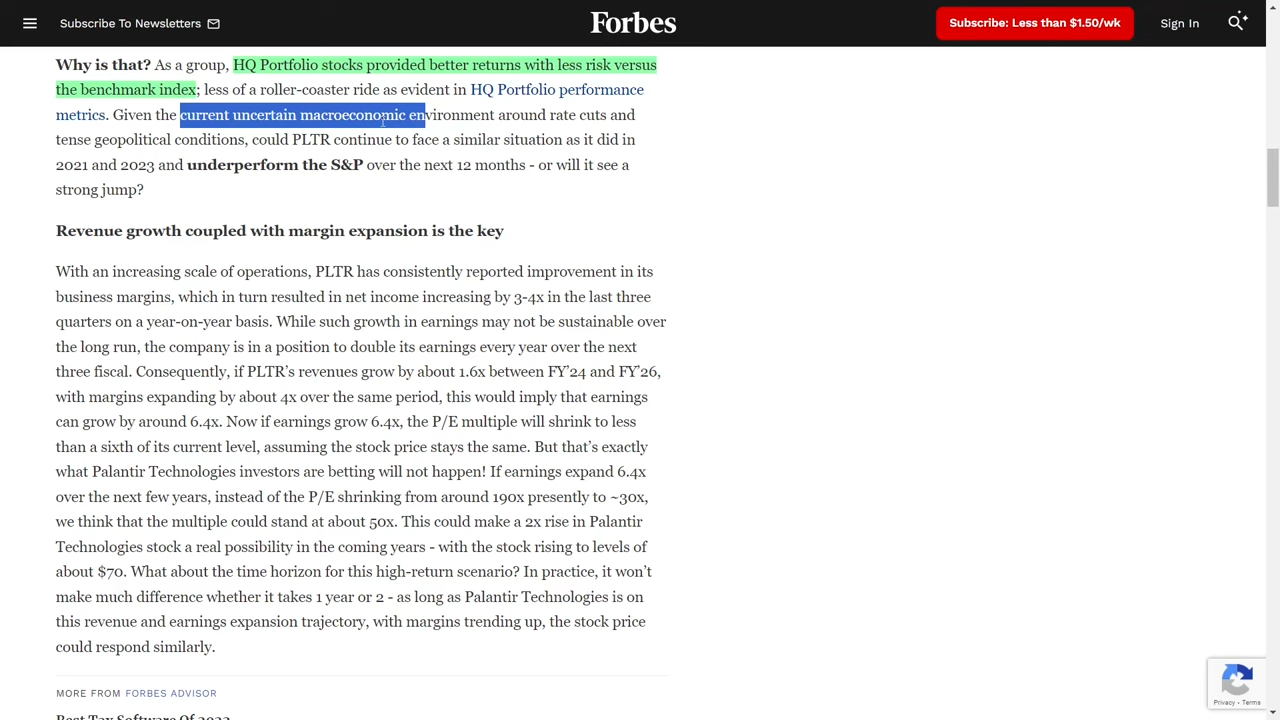 Subscribe To Newsletters
Forbes
Subscribe: Less than $1.50/wk
Sign In
Why is that? As a group, HQ Portfolio stocks provided better returns with less risk versus
the benchmark index; less of a roller-coaster ride as evident in HQ Portfolio performance
metrics. Given the current uncertain macroeconomic environment around rate cuts and
tense geopolitical conditions, could PLTR continue to face a similar situation as it did in
2021 and 2023 and underperform the S&P over the next 12 months - or will it see a
strong jump?
Revenue growth coupled with margin expansion is the key
With an increasing scale of operations, PLTR has consistently reported improvement in its
business margins, which in turn resulted in net income increasing by 3-4x in the last three
quarters on a year-on-year basis. While such growth in earnings may not be sustainable over
the long run, the company is in a position to double its earnings every year over the next
three fiscal. Consequently, if PLTR’s revenues grow by about 1.6x between FY’24 and FY’26,
with margins expanding by about 4x over the same period, this would imply that earnings
can grow by around 6.4x. Now if earnings grow 6.4x, the P/E multiple will shrink to less
than a sixth of its current level, assuming the stock price stays the same. But that’s exactly
what Palantir Technologies investors are betting will not happen! If earnings expand 6.4x
over the next few years, instead of the P/E shrinking from around 190x presently to ~30x,
we think that the multiple could stand at about 50x. This could make a 2x rise in Palantir
Technologies stock a real possibility in the coming years - with the stock rising to levels of
about $70. What about the time horizon for this high-return scenario? In practice, it won’t
make much difference whether it takes 1 year or 2 - as long as Palantir Technologies is on
this revenue and earnings expansion trajectory, with margins trending up, the stock price
could respond similarly.
MORE FROM FORBES ADVISOR
Best Tax Software Of 2022
Privacy - Terms